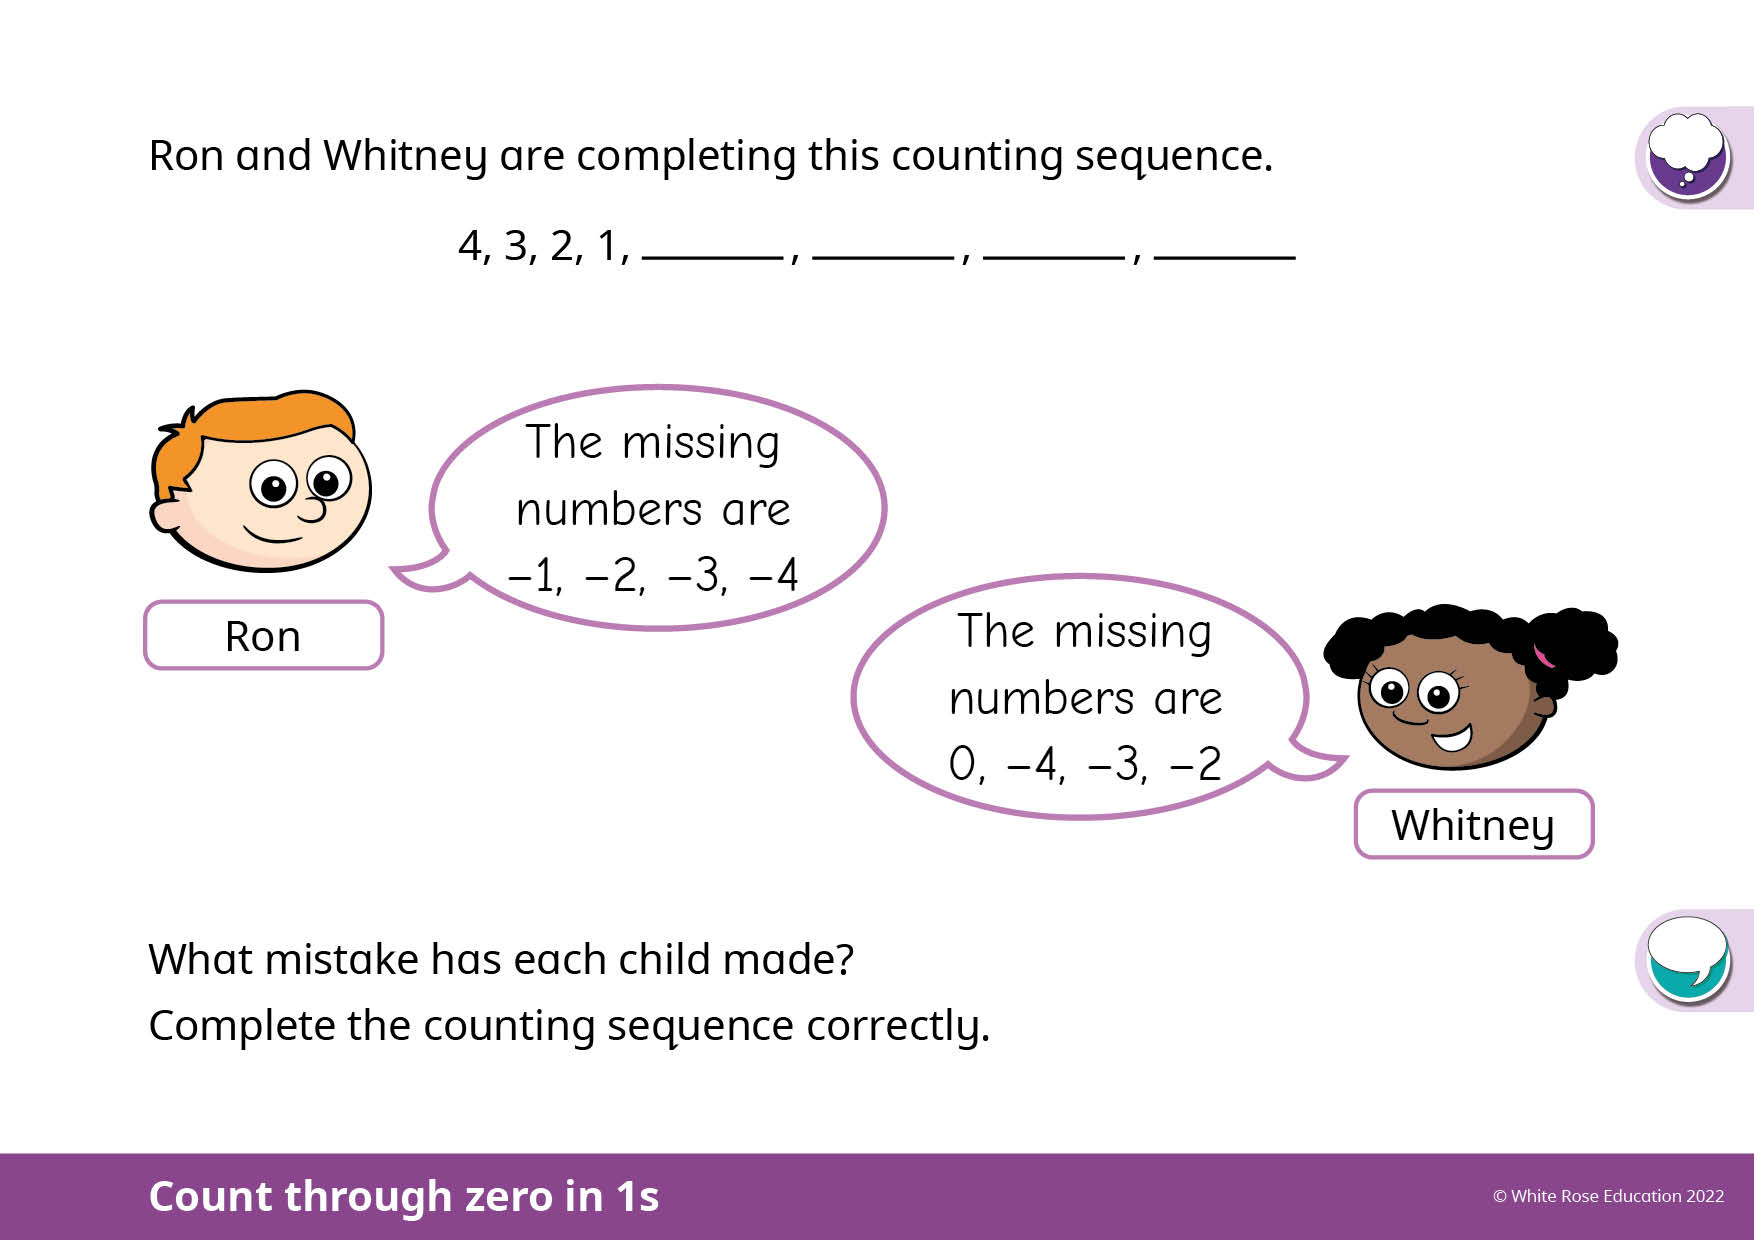 Ron and Whitney are completing this counting sequence.
4, 3, 2, 1, ______ , ______ , ______ , ______
The missing
numbers are
−1, −2, −3, −4
Ron
The missing
numbers are
0, −4, −3, −2
Whitney
What mistake has each child made?
Complete the counting sequence correctly.
Count through zero in 1s
© White Rose Education 2022